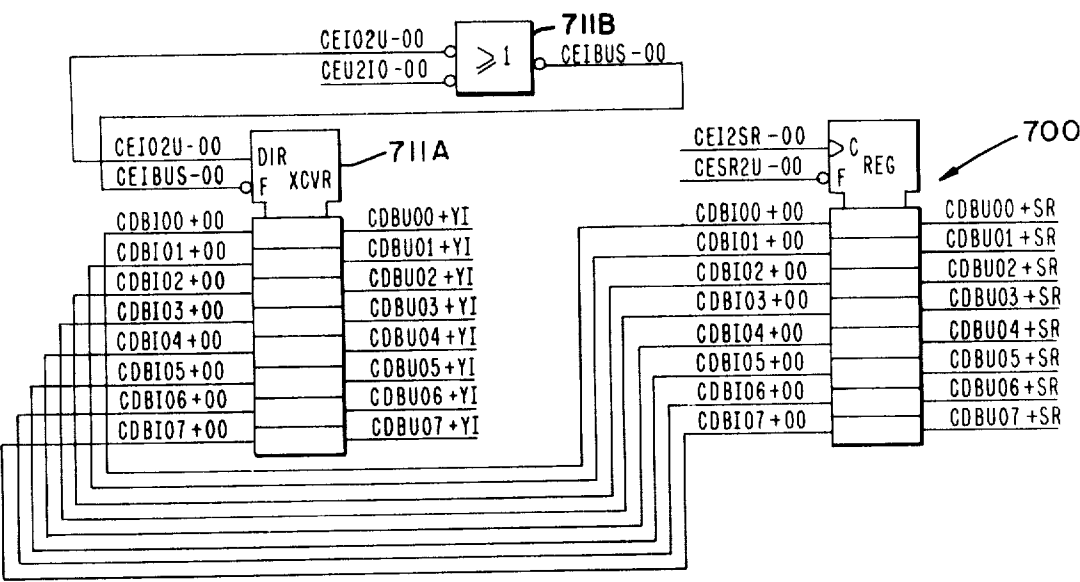 711B
CEI02U-00
CEU2I0-00
≥1
CEIBUS-00
CEI02U-00
CEIBUS-00
DIR
F XCVR
711A
CDBI00+00
CDBI01+00
CDBI02+00
CDBI03+00
CDBI04+00
CDBI05+00
CDBI06+00
CDBI07+00
CDBU00+YI
CDBU01+YI
CDBU02+YI
CDBU03+YI
CDBU04+YI
CDBU05+YI
CDBU06+YI
CDBU07+YI
CEI2SR-00
CESR2U-00
C
F REG
700
CDBI00+00
CDBI01+00
CDBI02+00
CDBI03+00
CDBI04+00
CDBI05+00
CDBI06+00
CDBI07+00
CDBU00+SR
CDBU01+SR
CDBU02+SR
CDBU03+SR
CDBU04+SR
CDBU05+SR
CDBU06+SR
CDBU07+SR